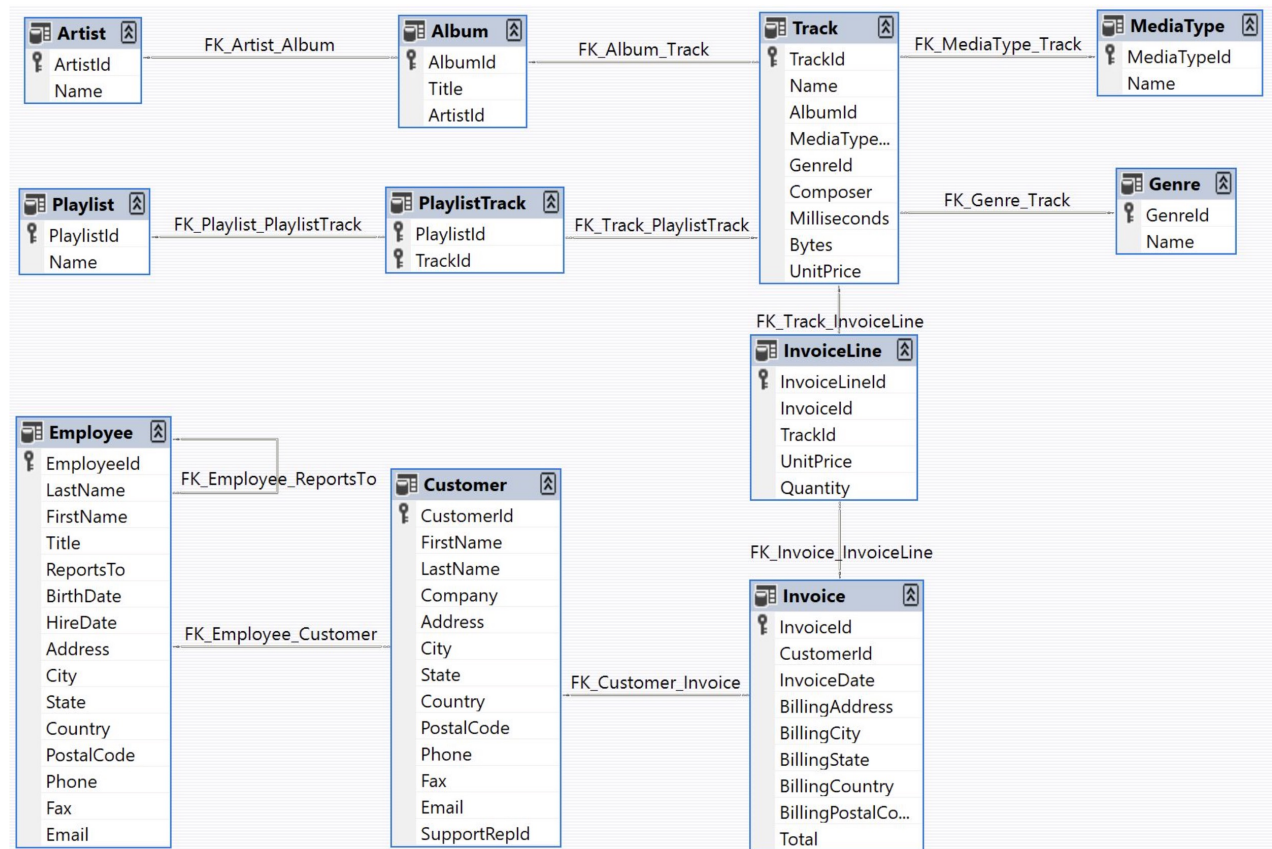 Artist
ArtistId
Name
FK_Artist_Album
Album
AlbumId
Title
ArtistId
FK_Album_Track
Track
TrackId
Name
AlbumId
MediaType...
GenreId
Composer
Milliseconds
Bytes
UnitPrice
FK_MediaType_Track
MediaType
MediaTypeId
Name
Playlist
PlaylistId
Name
FK_Playlist_PlaylistTrack
PlaylistTrack
PlaylistId
TrackId
FK_Track_PlaylistTrack
FK_Genre_Track
Genre
GenreId
Name
FK_Track_InvoiceLine
InvoiceLine
InvoiceLineId
InvoiceId
TrackId
UnitPrice
Quantity
Employee
EmployeeId
LastName
FirstName
Title
ReportsTo
BirthDate
HireDate
Address
City
State
Country
PostalCode
Phone
Fax
Email
FK_Employee_ReportsTo
FK_Employee_Customer
Customer
CustomerId
FirstName
LastName
Company
Address
City
State
Country
PostalCode
Phone
Fax
Email
SupportRepId
FK_Customer_Invoice
FK_Invoice_InvoiceLine
Invoice
InvoiceId
CustomerId
InvoiceDate
BillingAddress
BillingCity
BillingState
BillingCountry
BillingPostalCo...
Total